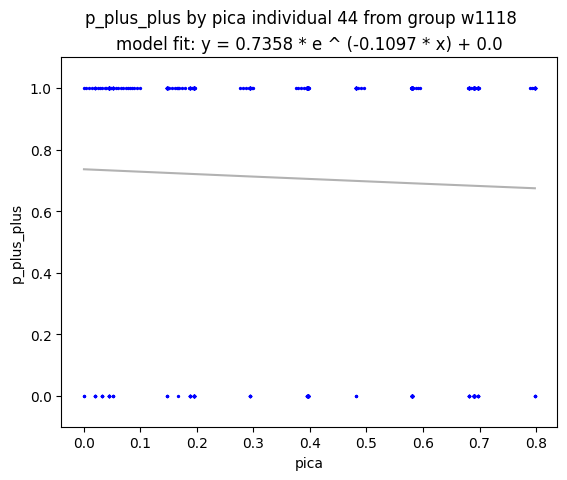 p_plus_plus by pica individual 44 from group w1118
model fit: y = 0.7358 * e ^ (-0.1097 * x) + 0.0
1.0
0.8
0.6
0.4
0.2
0.0
p_plus_plus
0.0 0.1 0.2 0.3 0.4 0.5 0.6 0.7 0.8
pica